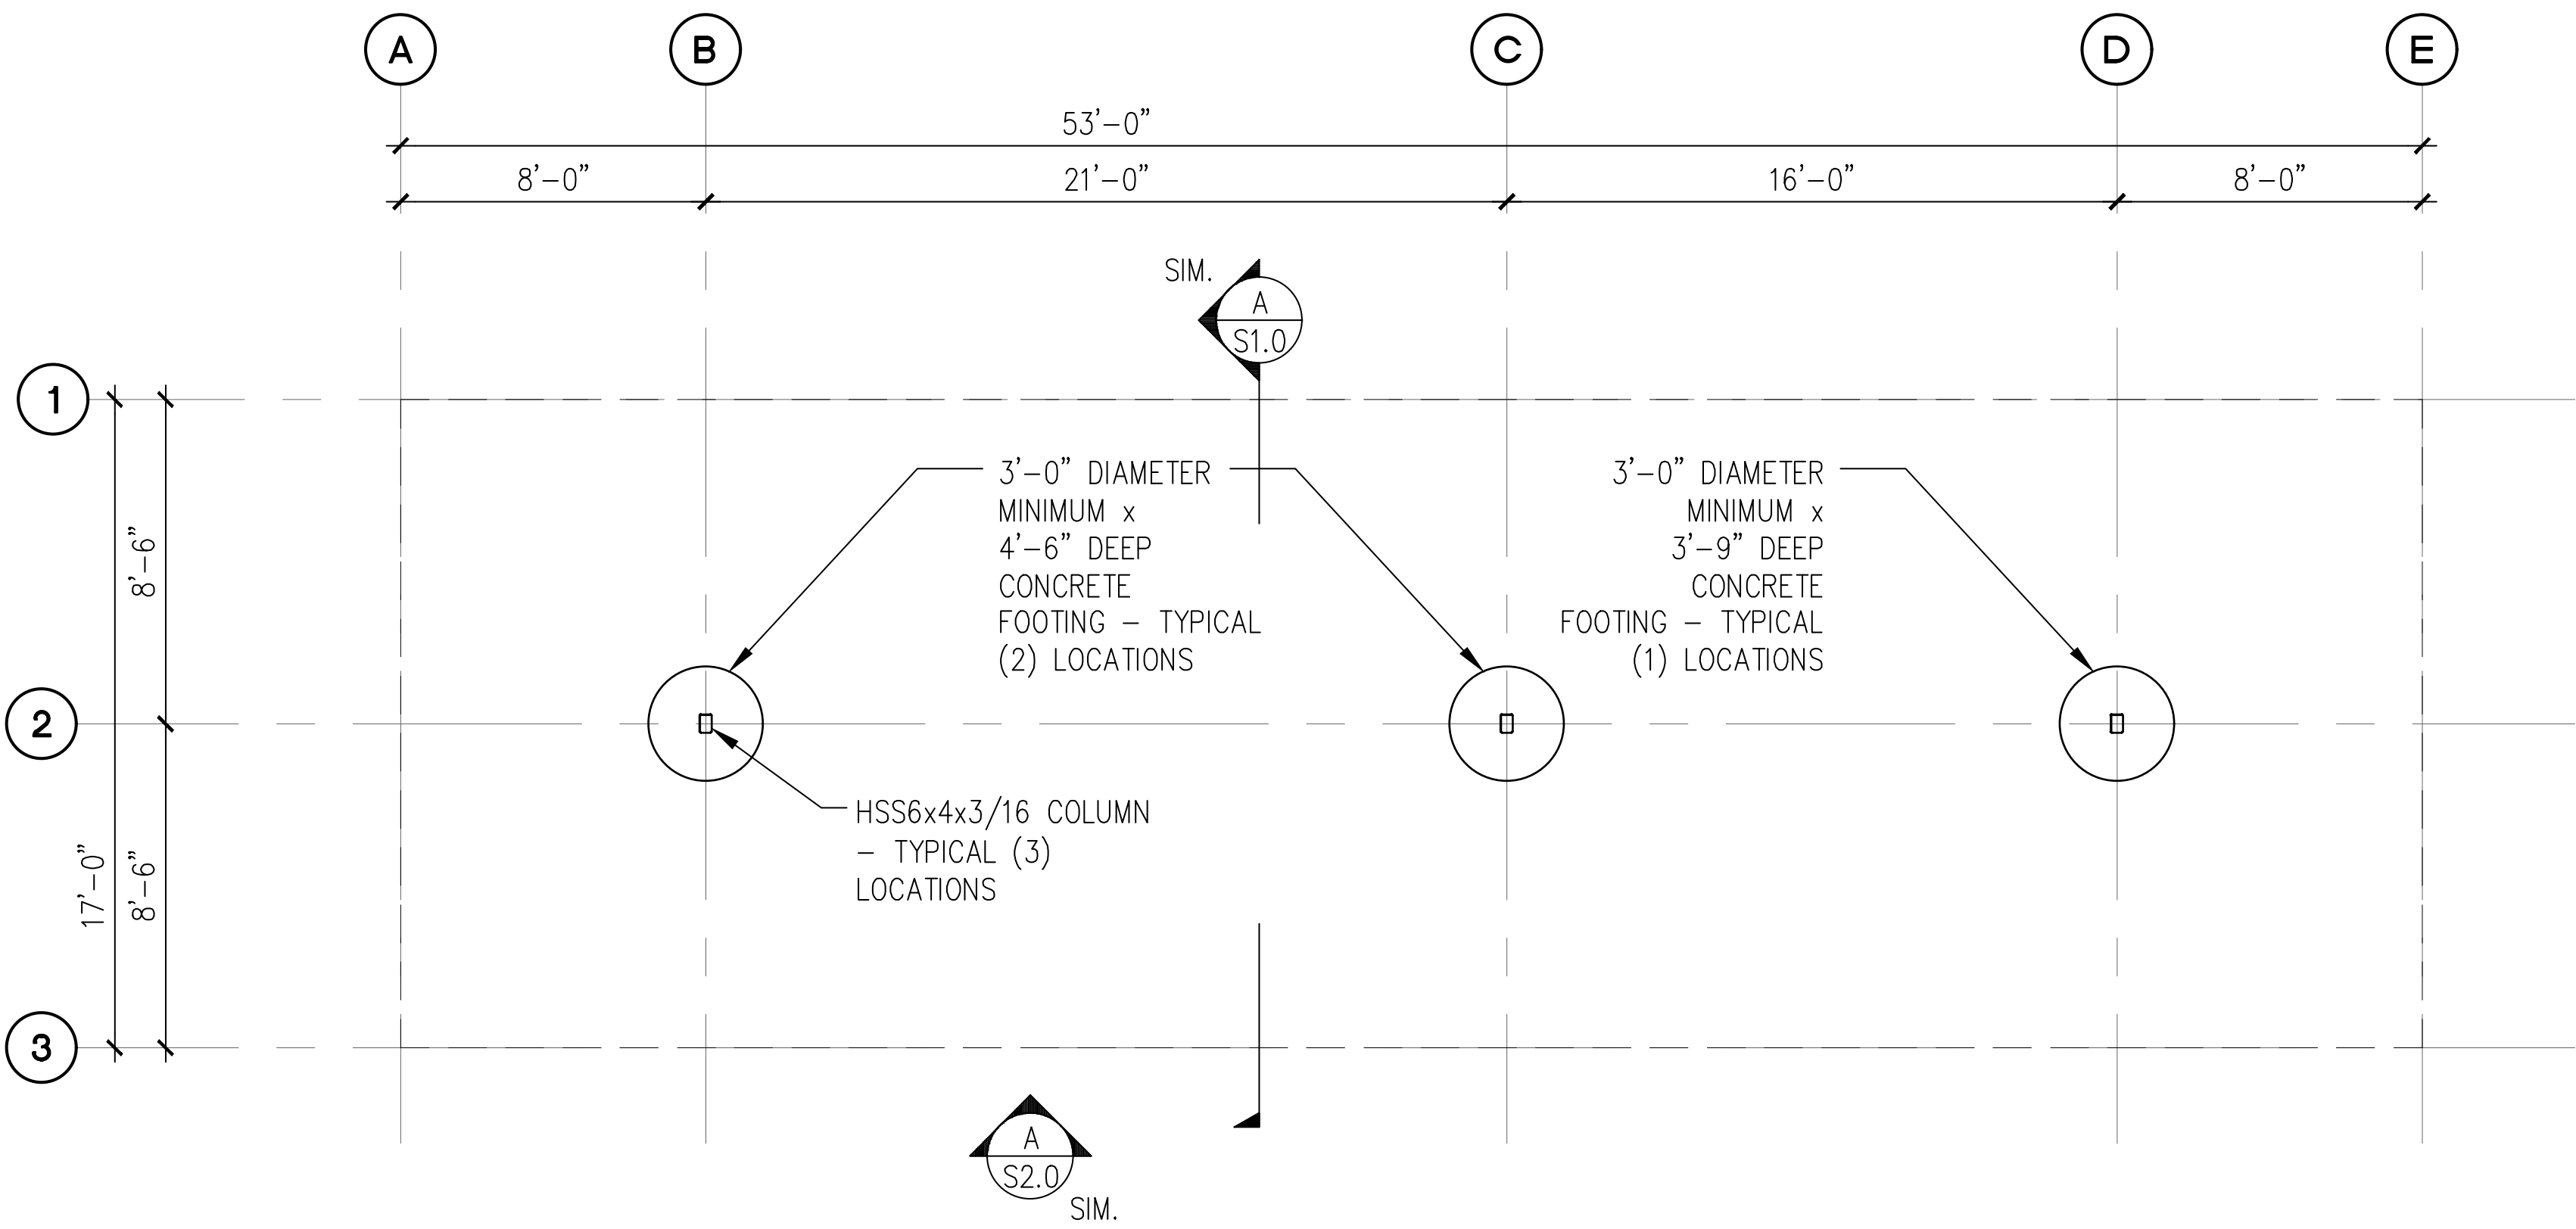 A
B
C
D
E
53'-0"
8'-0"
21'-0"
16'-0"
8'-0"
SIM.
A
S1.0
1
3'-0" DIAMETER
MINIMUM x
4'-6" DEEP
CONCRETE
FOOTING - TYPICAL
(2) LOCATIONS
3'-0" DIAMETER
MINIMUM x
3'-9" DEEP
CONCRETE
FOOTING - TYPICAL
(1) LOCATIONS
8'-6"
2
HSS6x4x3/16 COLUMN
- TYPICAL (3)
LOCATIONS
17'-0"
8'-6"
3
A
S2.0
SIM.